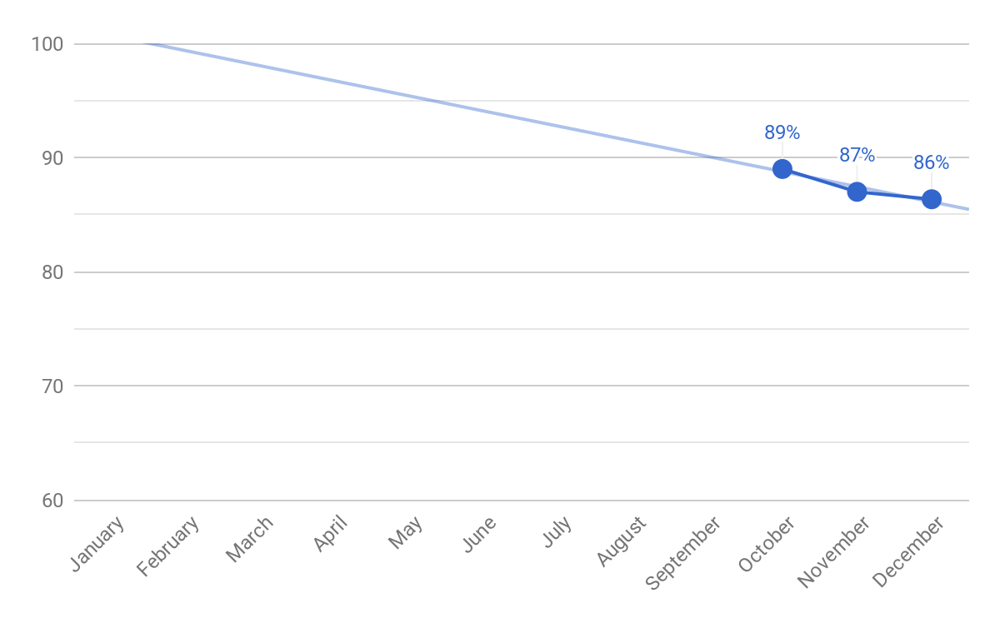 100
89%
87%
86%
90
80
70
60
January
February
March
April
May
June
July
August
September
October
November
December